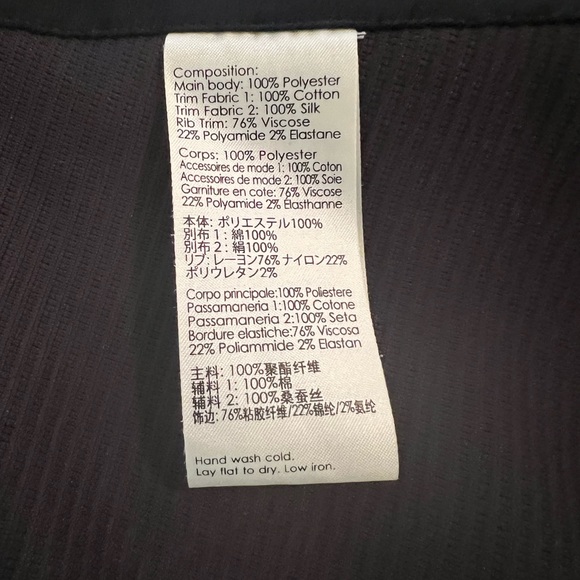 Composition:
Main body: 100% Polyester
Trim Fabric 1: 100% Cotton
Trim Fabric 2: 100% Silk
Rib Trim: 76% Viscose
22% Polyamide 2% Elastane
Corps: 100% Polyester
Accessoires de mode 1: 100% Coton
Accessoires de mode 2: 100% Soie
Garniture en cote: 76% Viscose
22% Polyamide 2% Elasthanne
本体: ポリエステル100%
別布 1 : 綿100%
別布 2 : 絹100%
リブ : レーヨン76% ナイロン22%
ポリウレタン2%
Corpo principale:100% Poliestere
Passamaneria 1:100% Cotone
Passamaneria 2:100% Seta
Bordure elastiche:76% Viscosa
22% Poliammide 2% Elastan
主料: 100%聚酯纤维
辅料 1: 100%棉
辅料 2: 100%桑蚕丝
饰边: 76%粘胶纤维/22%锦纶/2%氨纶
Hand wash cold.
Lay flat to dry. Low iron.